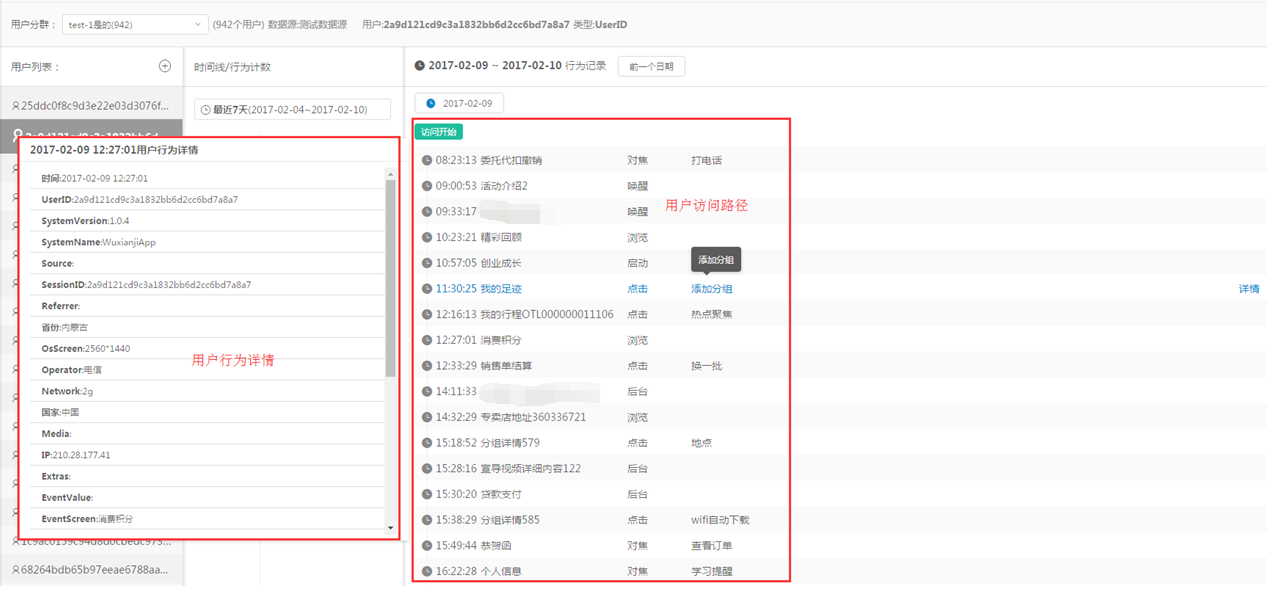 用户分群： test-1是的(942) (942个用户) 数据源:测试数据源 用户:2a9d121cd9c3a1832bb6d2cc6bd7a8a7 类型:UserID
用户列表：
时间线/行为计数
2017-02-09 ~ 2017-02-10 行为记录 前一个日期
25ddc0f8c9d3e22e03d3076f...
最近7天(2017-02-04~2017-02-10)
2017-02-09
2a9d121cd9c3a1832bb6d...
2017-02-09 12:27:01用户行为详情
时间:2017-02-09 12:27:01
UserID:2a9d121cd9c3a1832bb6d2cc6bd7a8a7
SystemVersion:1.0.4
SystemName:WuxianjiApp
Source:
SessionID:2a9d121cd9c3a1832bb6d2cc6bd7a8a7
Referrer:
省份:内蒙古
OsScreen:2560*1440
Operator:电信
Network:2g
国家:中国
Media:
IP:210.28.177.41
Extras:
EventValue:
EventScreen:消费积分
用户行为详情
68264bdb65b97eeae6788aa...
访问开始
08:23:13 委托代扣撤销 对焦 打电话
09:00:53 活动介绍2 唤醒
09:33:17 唤醒
用户访问路径
10:23:21 精彩回顾 浏览
添加分组
10:57:05 创业成长 启动
11:30:25 我的足迹 点击 添加分组 详情
12:16:13 我的行程OTL000000011106 点击 热点聚焦
12:27:01 消费积分 浏览
12:33:29 销售单结算 点击 换一批
14:11:33 后台
14:32:29 专卖店地址360336721 浏览
15:18:52 分组详情579 点击 地点
15:28:16 宣导视频详细内容122 后台
15:30:20 贷款支付 后台
15:38:29 分组详情585 点击 wifi自动下载
15:49:44 恭贺函 对焦 查看订单
16:22:28 个人信息 对焦 学习提醒